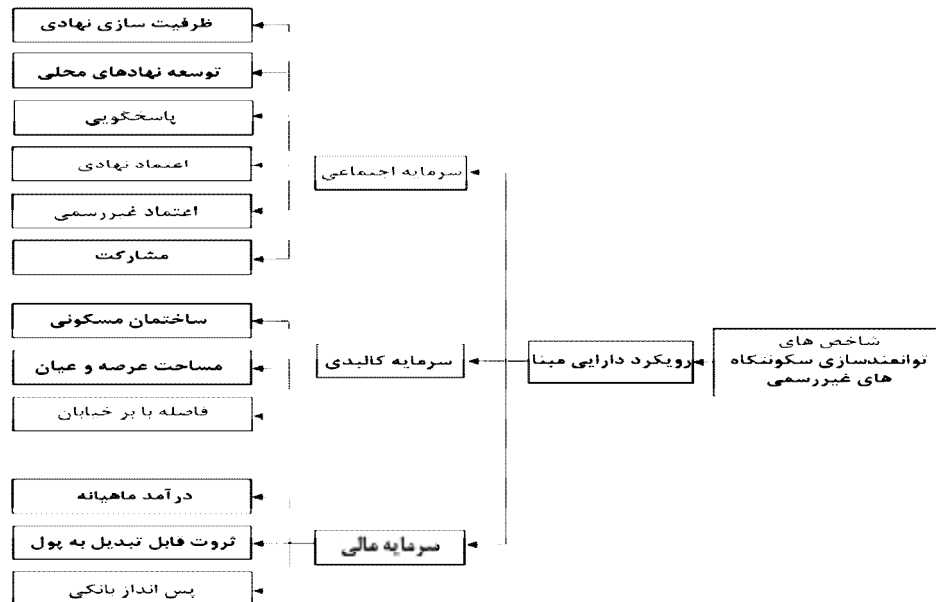 شاخص های
توانمندسازی سکونتگاه
های غیررسمی
رویکرد دارایی مبنا
سرمایه اجتماعی
ظرفیت سازی نهادی
توسعه نهادهای محلی
پاسخگویی
اعتماد نهادی
اعتماد غیررسمی
مشارکت
سرمایه کالبدی
ساختمان مسکونی
مساحت عرصه و عیان
فاصله با بر خیابان
سرمایه مالی
درآمد ماهیانه
ثروت قابل تبدیل به پول
پس انداز بانکی